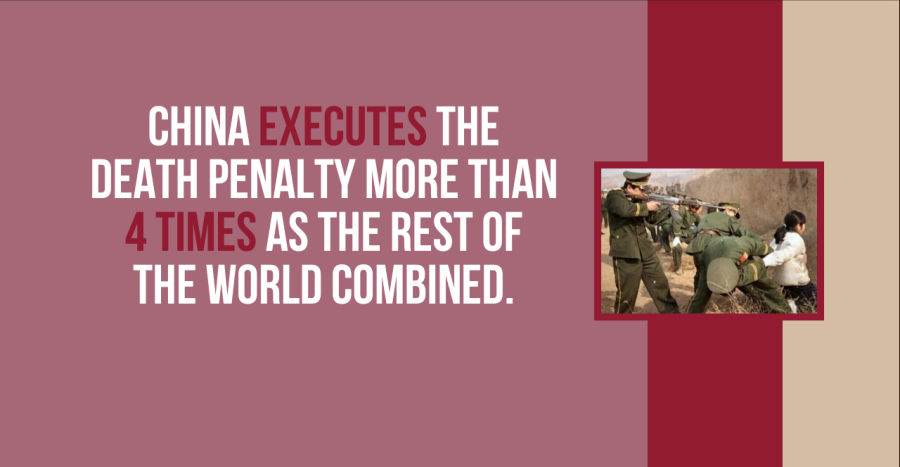 CHINA EXECUTES THE
DEATH PENALTY MORE THAN
4 TIMES AS THE REST OF
THE WORLD COMBINED.